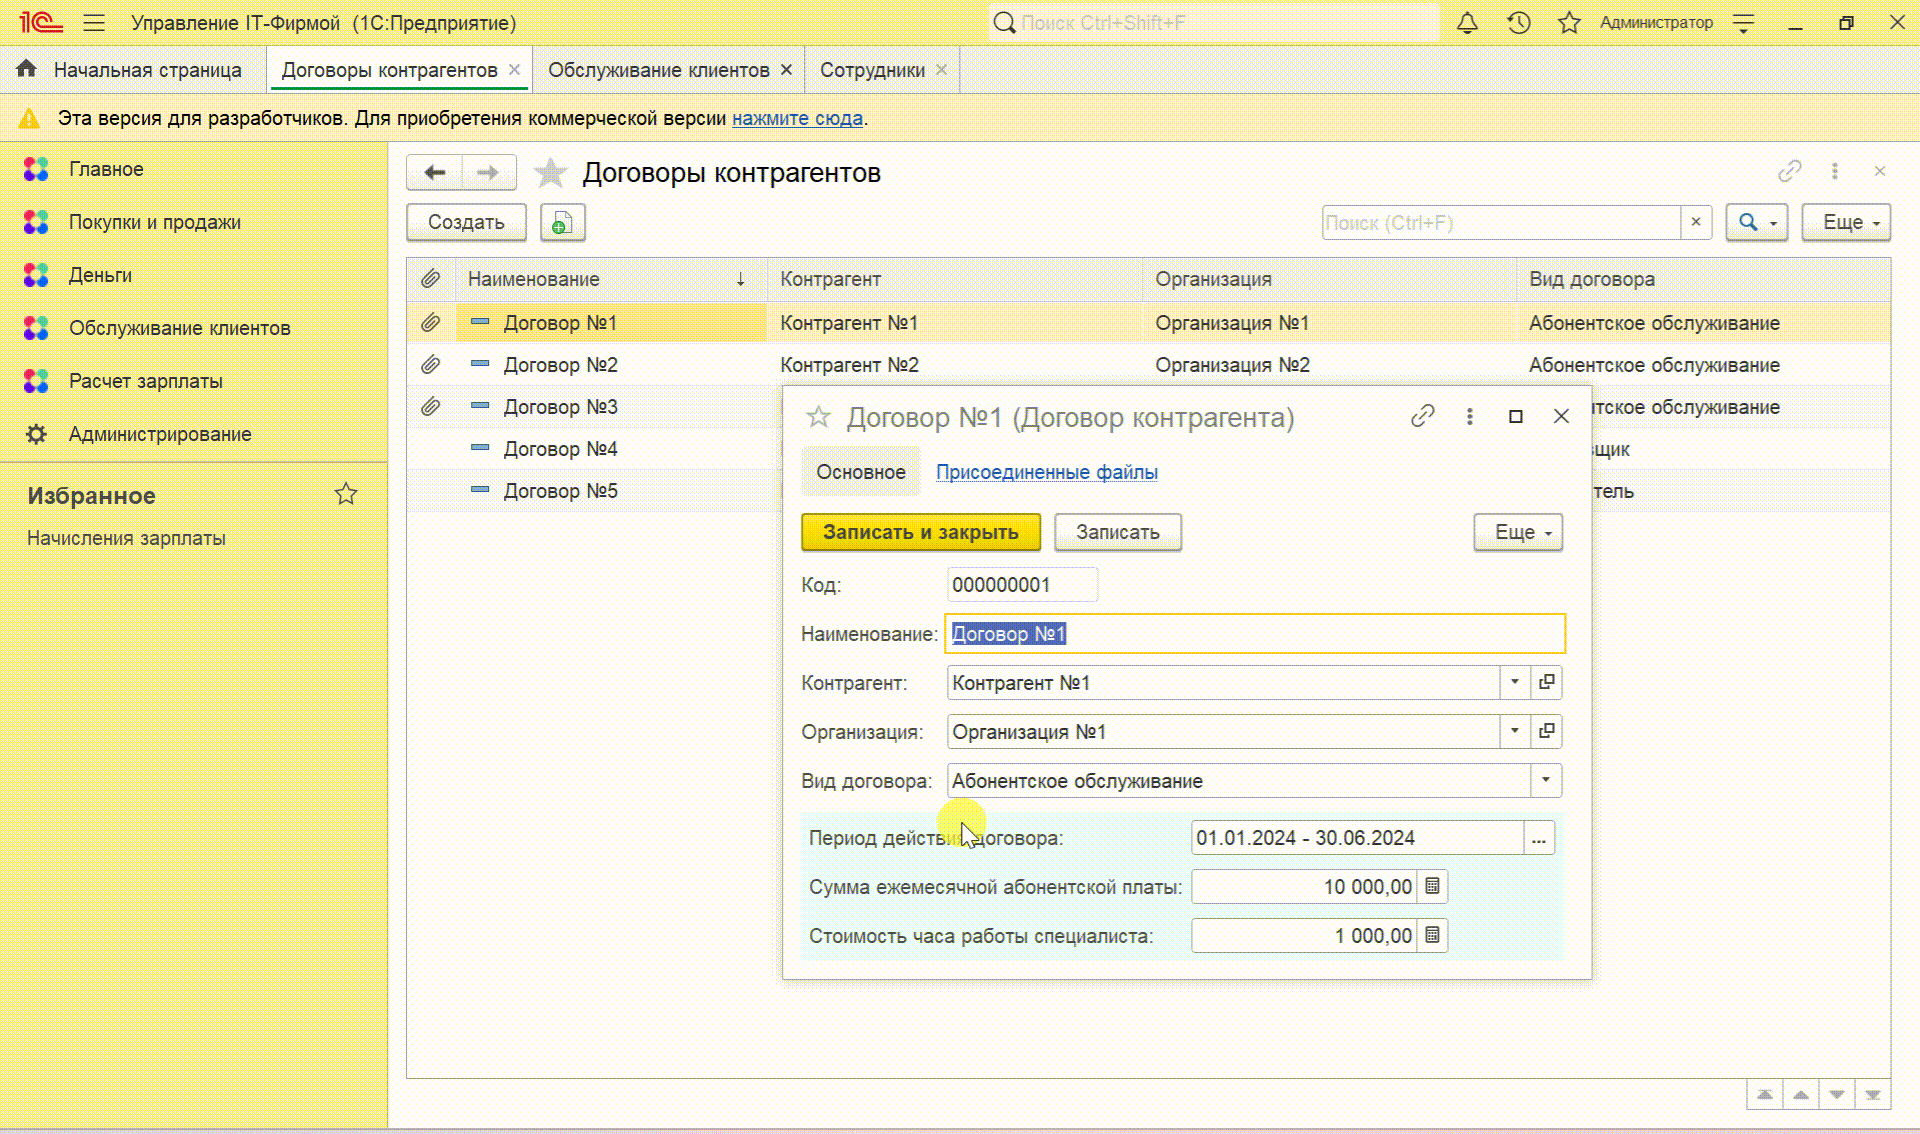 1С Управление IT-Фирмой (1С:Предприятие) Поиск Ctrl+Shift+F Администратор
Начальная страница Договоры контрагентов × Обслуживание клиентов × Сотрудники ×
Эта версия для разработчиков. Для приобретения коммерческой версии нажмите сюда.
Главное
Покупки и продажи
Деньги
Обслуживание клиентов
Расчет зарплаты
Администрирование
Избранное
Начисления зарплаты
Договоры контрагентов
Создать Поиск (Ctrl+F) × Еще
Наименование ↓ Контрагент Организация Вид договора
Договор №1 Контрагент №1 Организация №1 Абонентское обслуживание
Договор №2 Контрагент №2 Организация №2 Абонентское обслуживание
Договор №3 нтское обслуживание
Договор №4 щик
Договор №5 тель
Договор №1 (Договор контрагента)
Основное Присоединенные файлы
Записать и закрыть Записать Еще
Код: 000000001
Наименование: Договор №1
Контрагент: Контрагент №1
Организация: Организация №1
Вид договора: Абонентское обслуживание
Период действия договора: 01.01.2024 - 30.06.2024 ...
Сумма ежемесячной абонентской платы: 10 000,00
Стоимость часа работы специалиста: 1 000,00